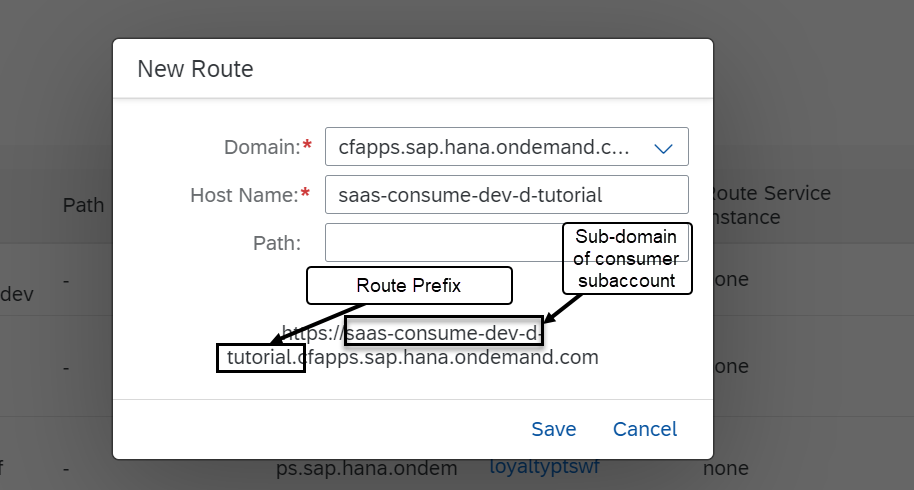 New Route
Domain:* cfapps.sap.hana.ondemand.c...
Host Name:* saas-consume-dev-d-tutorial
Path:
Sub-domain
of consumer
subaccount
Route Prefix
https://saas-consume-dev-d-
tutorial.cfapps.sap.hana.ondemand.com
Save Cancel
Path
Route Service
Instance
-
none
dev
-
none
f
-
ps.sap.hana.ondem
loyaltyptswf
none